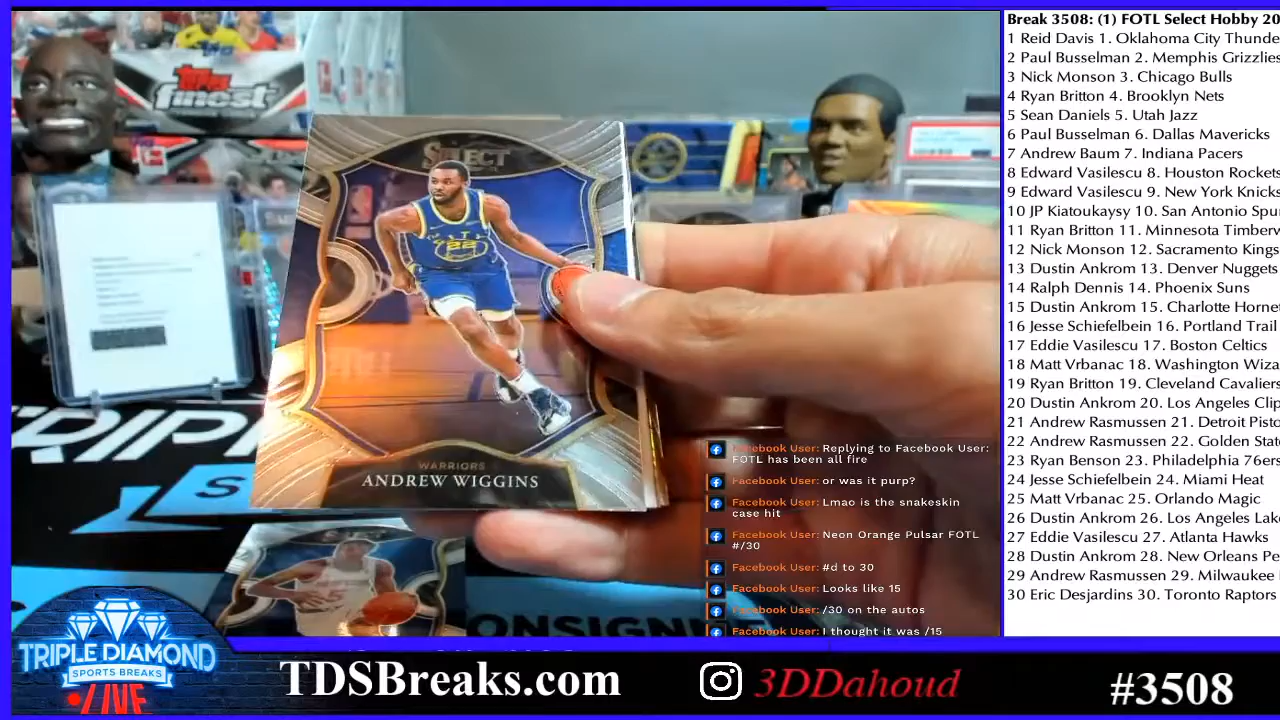 Topps
finest
SELECT
22
WARRIORS
ANDREW WIGGINS
TRIPL
S
ONSIGNME
Facebook User: Replying to Facebook User:
FOTL has been all fire
Facebook User: or was it purp?
Facebook User: Lmao is the snakeskin
case hit
Facebook User: Neon Orange Pulsar FOTL
#/30
Facebook User: #d to 30
Facebook User: Looks like 15
Facebook User: /30 on the autos
Facebook User: I thought it was /15
Break 3508: (1) FOTL Select Hobby 20
1 Reid Davis 1. Oklahoma City Thunde
2 Paul Busselman 2. Memphis Grizzlies
3 Nick Monson 3. Chicago Bulls
4 Ryan Britton 4. Brooklyn Nets
5 Sean Daniels 5. Utah Jazz
6 Paul Busselman 6. Dallas Mavericks
7 Andrew Baum 7. Indiana Pacers
8 Edward Vasilescu 8. Houston Rockets
9 Edward Vasilescu 9. New York Knicks
10 JP Kiatoukaysy 10. San Antonio Spu
11 Ryan Britton 11. Minnesota Timberv
12 Nick Monson 12. Sacramento Kings
13 Dustin Ankrom 13. Denver Nuggets
14 Ralph Dennis 14. Phoenix Suns
15 Dustin Ankrom 15. Charlotte Horne
16 Jesse Schiefelbein 16. Portland Trail
17 Eddie Vasilescu 17. Boston Celtics
18 Matt Vrbanac 18. Washington Wiza
19 Ryan Britton 19. Cleveland Cavaliers
20 Dustin Ankrom 20. Los Angeles Clip
21 Andrew Rasmussen 21. Detroit Pisto
22 Andrew Rasmussen 22. Golden Stat
23 Ryan Benson 23. Philadelphia 76ers
24 Jesse Schiefelbein 24. Miami Heat
25 Matt Vrbanac 25. Orlando Magic
26 Dustin Ankrom 26. Los Angeles Lak
27 Eddie Vasilescu 27. Atlanta Hawks
28 Dustin Ankrom 28. New Orleans Pe
29 Andrew Rasmussen 29. Milwaukee
30 Eric Desjardins 30. Toronto Raptors
TRIPLE DIAMOND
SPORTS BREAKS
LIVE
TDSBreaks.com
3DDahoud
#3508